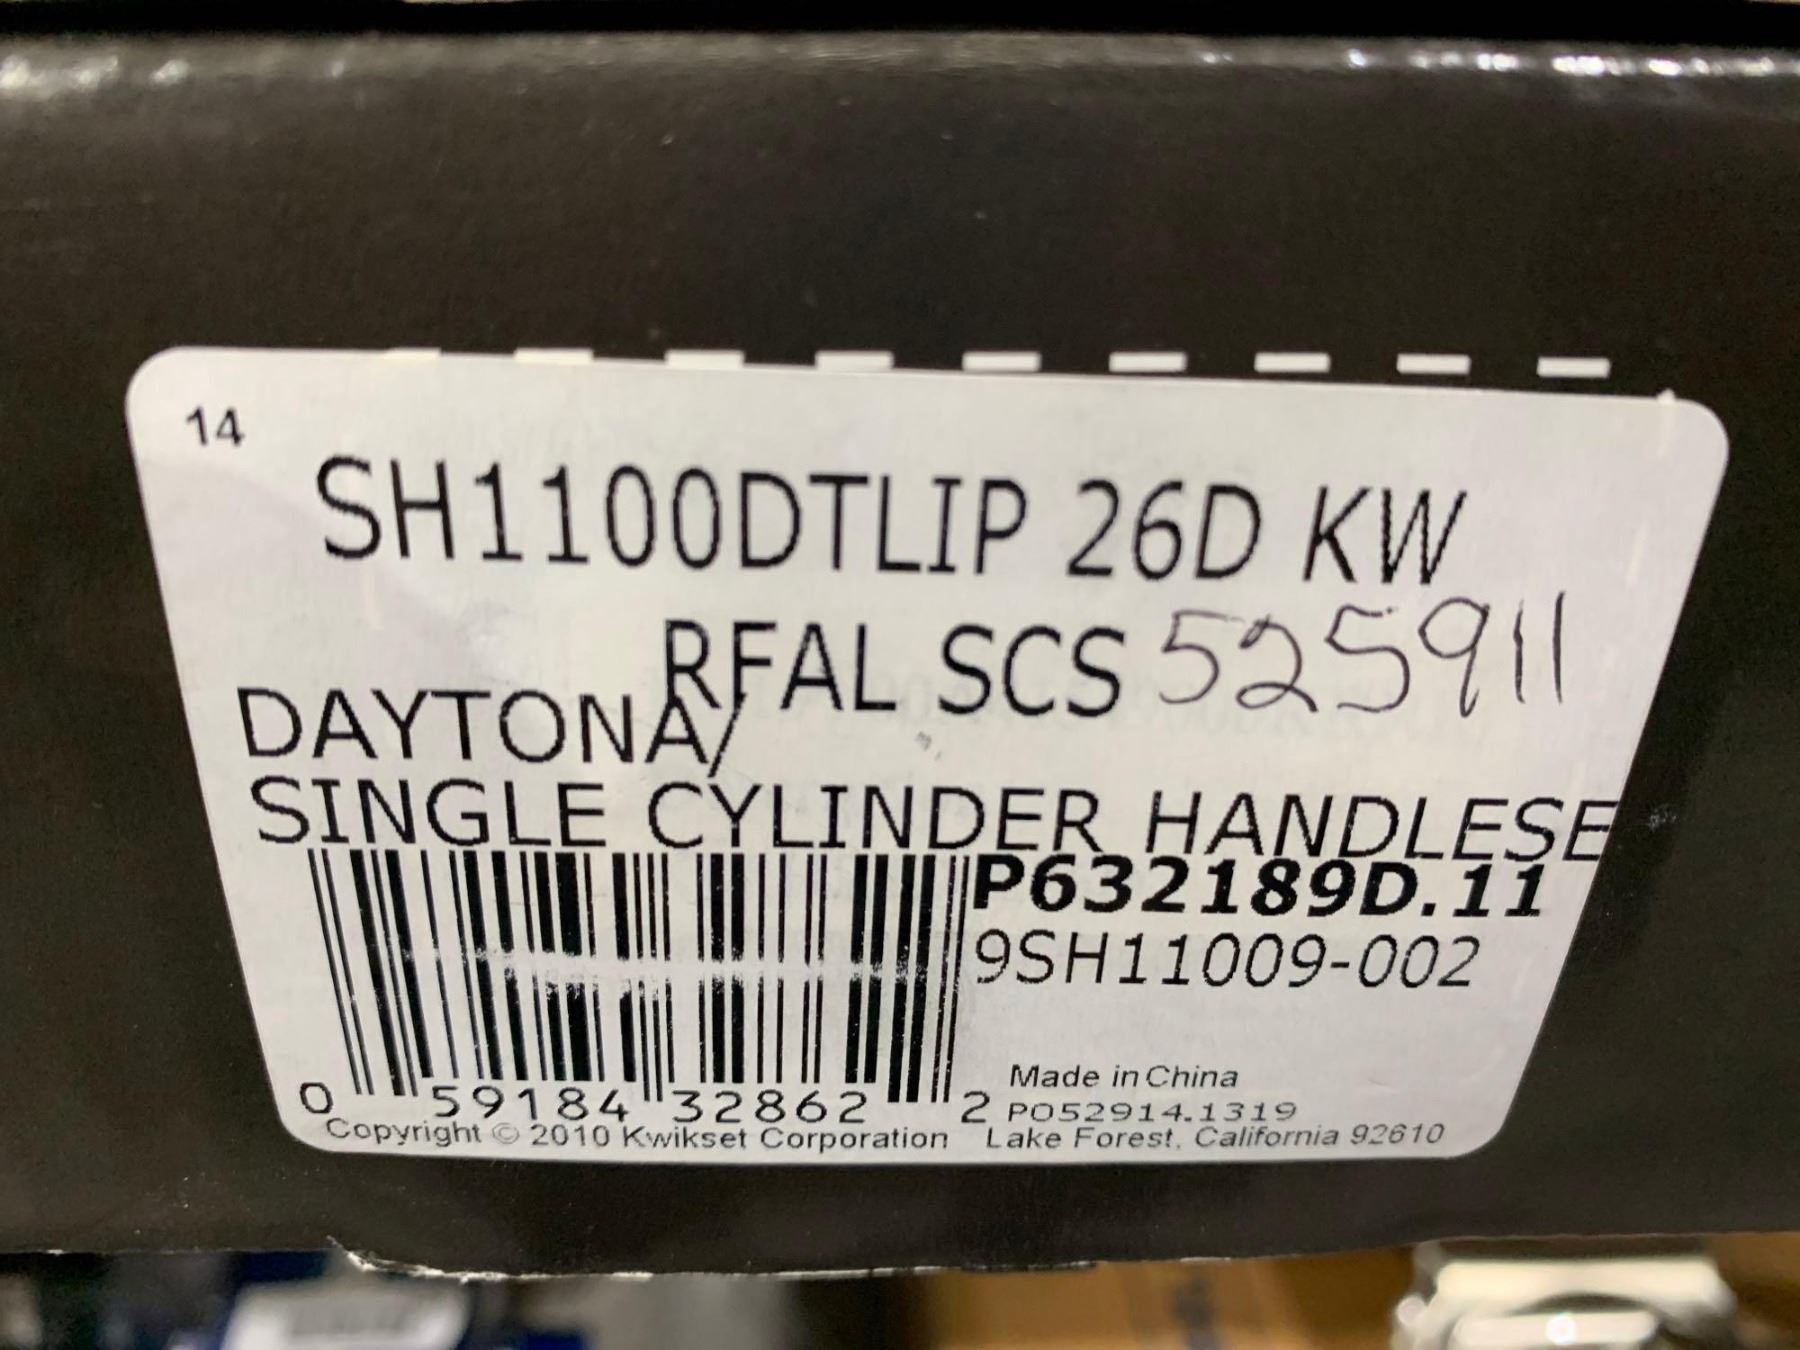 14
SH1100DTLIP 26D KW
RFAL SCS 525911
DAYTONA/
SINGLE CYLINDER HANDLESE
P632189D.11
9SH11009-002
Made in China
0 59184 32862 2 PO52914.1319
Copyright © 2010 Kwikset Corporation Lake Forest, California 92610